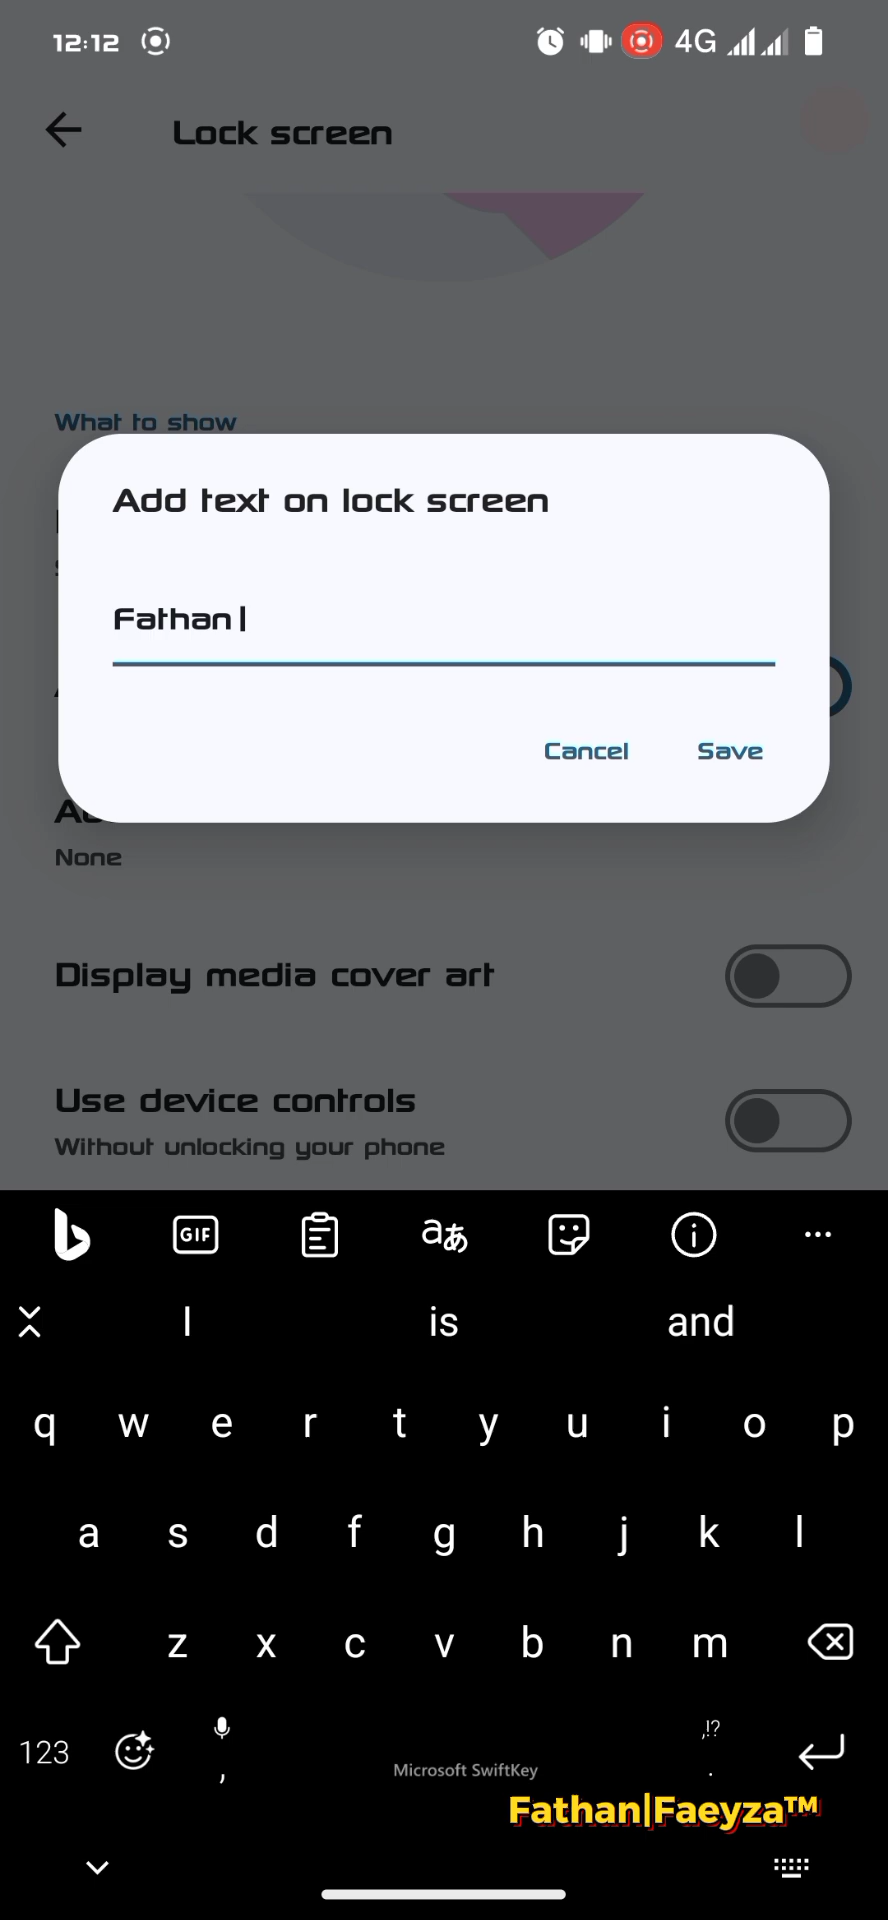 12:12 4G
Lock screen
What to show
Add text on lock screen
Fathan
Cancel Save
None
Display media cover art
Use device controls
Without unlocking your phone
GIF
aあ
I is and
q w e r t y u i o p
a s d f g h j k l
z x c v b n m
,!?
123 , Microsoft SwiftKey .
Fathan|Faeyza™